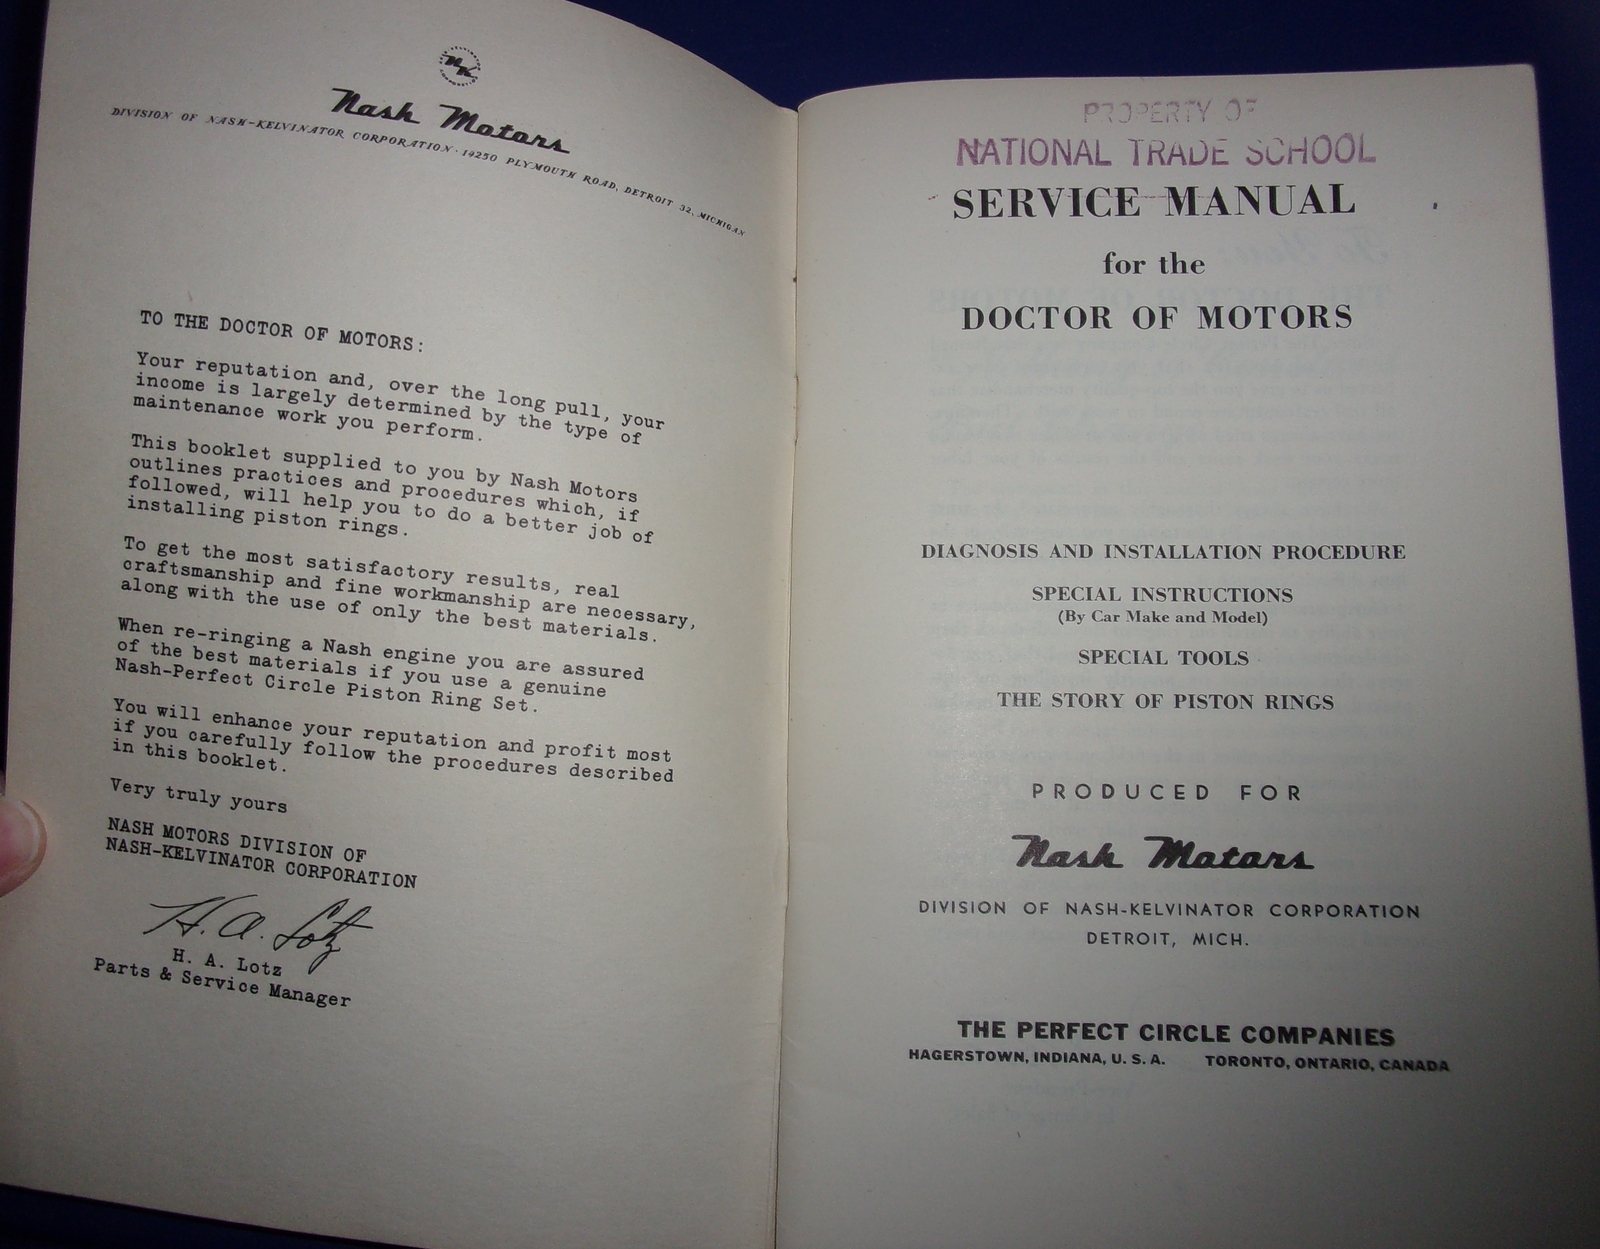 NASH-KELVINATOR CORPORATION
NK
Nash Motors
DIVISION OF NASH-KELVINATOR CORPORATION · 14250 PLYMOUTH ROAD, DETROIT 32, MICHIGAN
TO THE DOCTOR OF MOTORS:
Your reputation and, over the long pull, your
income is largely determined by the type of
maintenance work you perform.
This booklet supplied to you by Nash Motors
outlines practices and procedures which, if
followed, will help you to do a better job of
installing piston rings.
To get the most satisfactory results, real
craftsmanship and fine workmanship are necessary,
along with the use of only the best materials.
When re-ringing a Nash engine you are assured
of the best materials if you use a genuine
Nash-Perfect Circle Piston Ring Set.
You will enhance your reputation and profit most
if you carefully follow the procedures described
in this booklet.
Very truly yours
NASH MOTORS DIVISION OF
NASH-KELVINATOR CORPORATION
H. A. Lotz
H. A. Lotz
Parts & Service Manager
PROPERTY OF
NATIONAL TRADE SCHOOL
SERVICE MANUAL
for the
DOCTOR OF MOTORS
DIAGNOSIS AND INSTALLATION PROCEDURE
SPECIAL INSTRUCTIONS
(By Car Make and Model)
SPECIAL TOOLS
THE STORY OF PISTON RINGS
PRODUCED FOR
Nash Motors
DIVISION OF NASH-KELVINATOR CORPORATION
DETROIT, MICH.
THE PERFECT CIRCLE COMPANIES
HAGERSTOWN, INDIANA, U. S. A. TORONTO, ONTARIO, CANADA